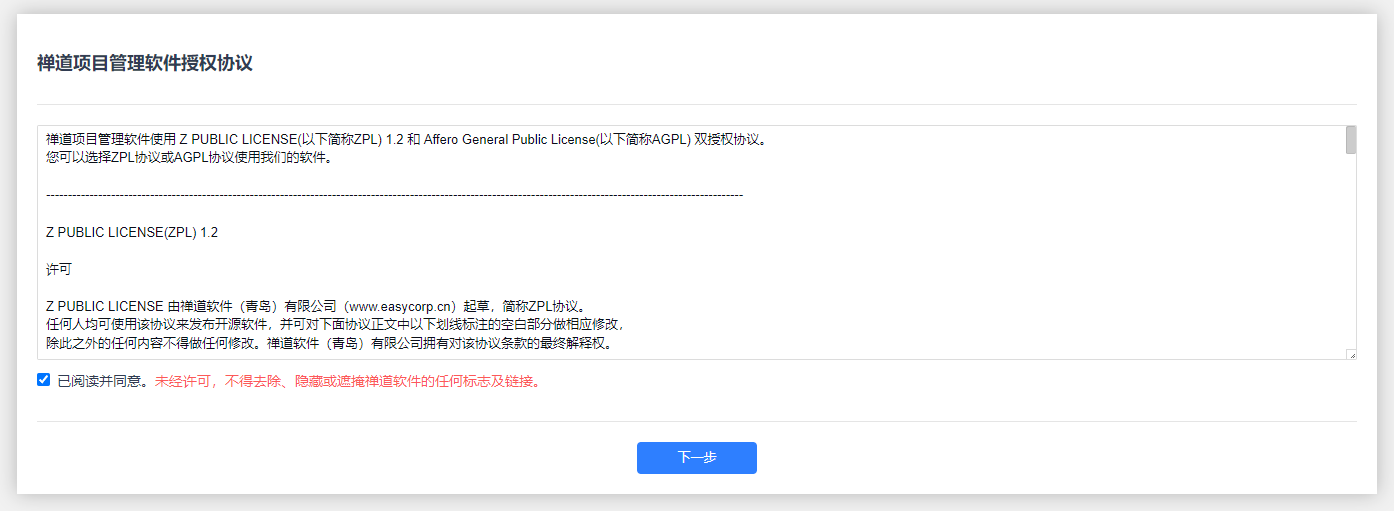 禅道项目管理软件授权协议
禅道项目管理软件使用 Z PUBLIC LICENSE(以下简称ZPL) 1.2 和 Affero General Public License(以下简称AGPL) 双授权协议。
您可以选择ZPL协议或AGPL协议使用我们的软件。
---------------------------------------------------------------------------------------------------------------------------------------------------------------
Z PUBLIC LICENSE(ZPL) 1.2
许可
Z PUBLIC LICENSE 由禅道软件（青岛）有限公司（www.easycorp.cn）起草，简称ZPL协议。
任何人均可使用该协议来发布开源软件，并可对下面协议正文中以下划线标注的空白部分做相应修改，
除此之外的任何内容不得做任何修改。禅道软件（青岛）有限公司拥有对该协议条款的最终解释权。
已阅读并同意。未经许可，不得去除、隐藏或遮掩禅道软件的任何标志及链接。
下一步